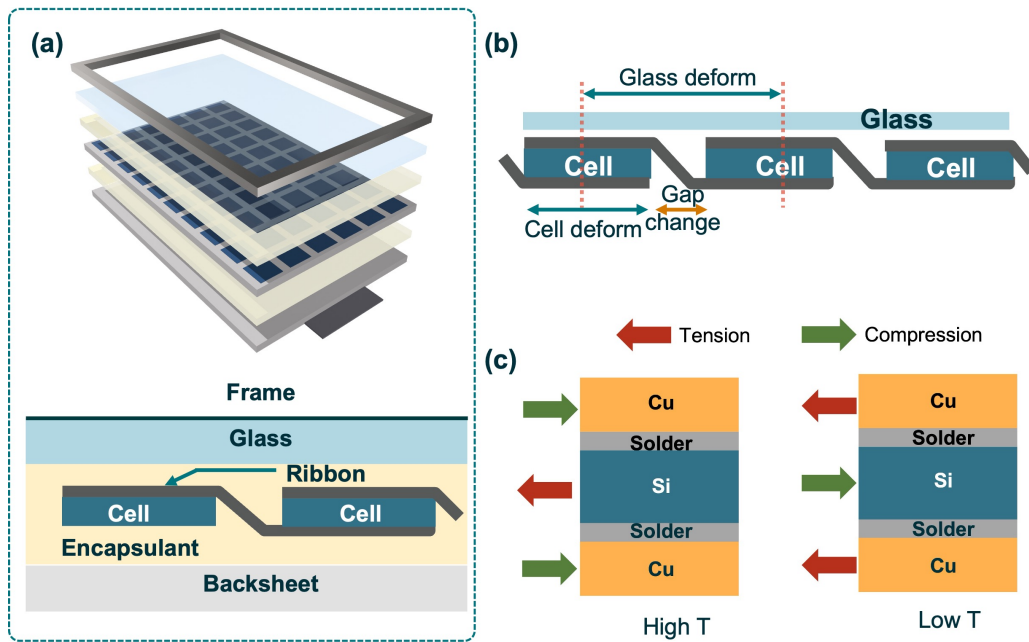 (a)
Frame
Glass
Ribbon
Cell
Cell
Encapsulant
Backsheet
(b)
Glass deform
Glass
Cell
Cell
Cell
Gap
change
Cell deform
Tension
Compression
(c)
Cu
Solder
Si
Solder
Cu
High T
Cu
Solder
Si
Solder
Cu
Low T